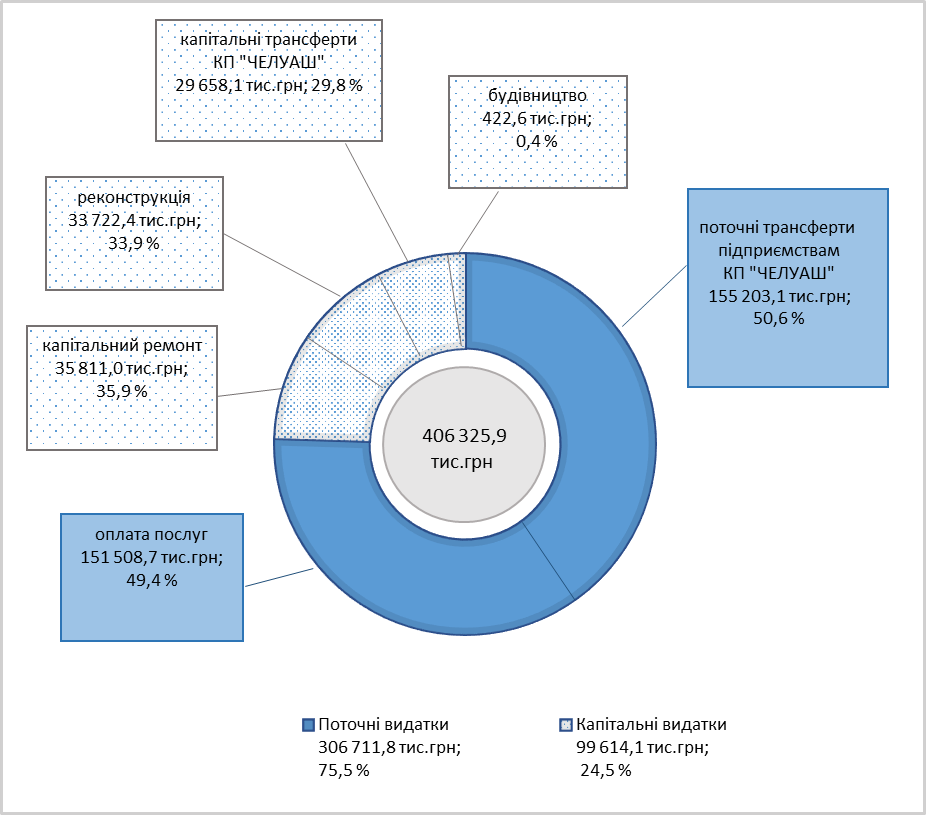 капітальні трансферти
КП "ЧЕЛУАШ"
29 658,1 тис.грн; 29,8 %
будівництво
422,6 тис.грн;
0,4 %
реконструкція
33 722,4 тис.грн;
33,9 %
поточні трансферти
підприємствам
КП "ЧЕЛУАШ"
155 203,1 тис.грн;
50,6 %
капітальний ремонт
35 811,0 тис.грн;
35,9 %
406 325,9
тис.грн
оплата послуг
151 508,7 тис.грн;
49,4 %
Поточні видатки
306 711,8 тис.грн;
75,5 %
Капітальні видатки
99 614,1 тис.грн;
24,5 %